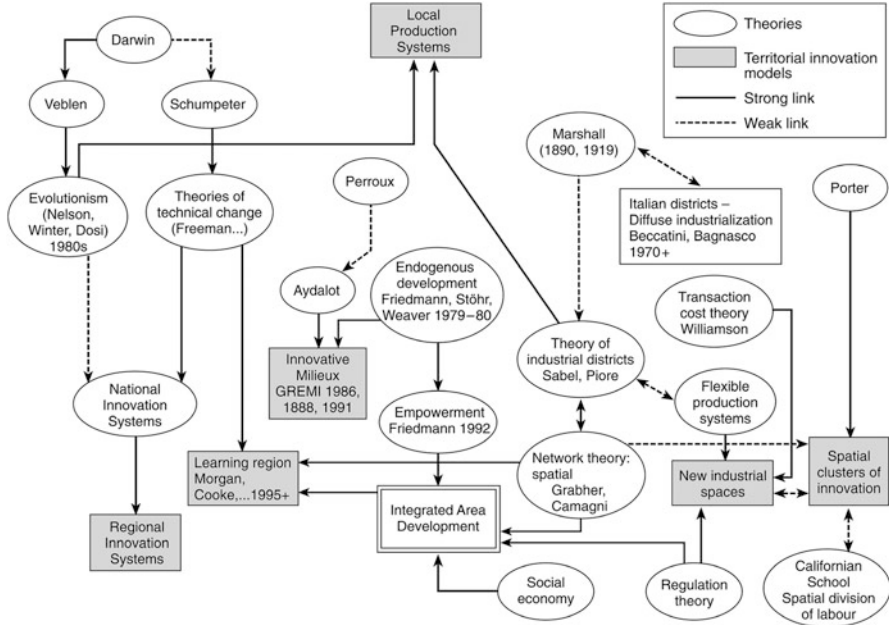 Darwin
Veblen
Schumpeter
Evolutionism
(Nelson,
Winter, Dosi)
1980s
Theories of
technical change
(Freeman...)
National
Innovation
Systems
Regional
Innovation
Systems
Local
Production
Systems
Perroux
Aydalot
Innovative
Milieux
GREMI 1986,
1888, 1991
Endogenous
development
Friedmann, Stöhr,
Weaver 1979–80
Empowerment
Friedmann 1992
Learning region
Morgan,
Cooke,...1995+
Integrated Area
Development
Social
economy
Marshall
(1890, 1919)
Italian districts –
Diffuse industrialization
Beccatini, Bagnasco
1970+
Theory of
industrial districts
Sabel, Piore
Network theory:
spatial
Grabher,
Camagni
Transaction
cost theory
Williamson
Flexible
production
systems
New industrial
spaces
Regulation
theory
Porter
Spatial
clusters of
innovation
Californian
School
Spatial division
of labour
Theories
Territorial innovation
models
Strong link
Weak link